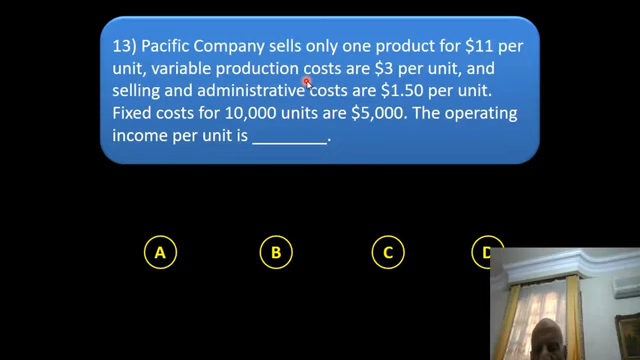 13) Pacific Company sells only one product for $11 per
unit, variable production costs are $3 per unit, and
selling and administrative costs are $1.50 per unit.
Fixed costs for 10,000 units are $5,000. The operating
income per unit is ________.
A B C D